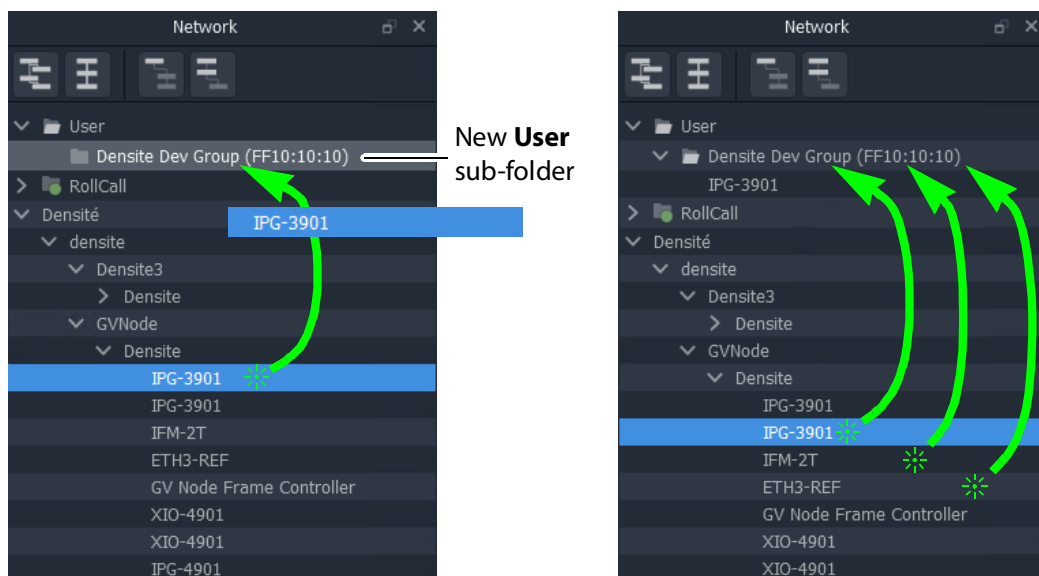 Network
User
Densite Dev Group (FF10:10:10)
RollCall
Densité
IPG-3901
densite
Densite3
Densite
GVNode
Densite
IPG-3901
IPG-3901
IFM-2T
ETH3-REF
GV Node Frame Controller
XIO-4901
XIO-4901
IPG-4901
New User
sub-folder
Network
User
Densite Dev Group (FF10:10:10)
IPG-3901
RollCall
Densité
densite
Densite3
Densite
GVNode
Densite
IPG-3901
IPG-3901
IFM-2T
ETH3-REF
GV Node Frame Controller
XIO-4901
XIO-4901